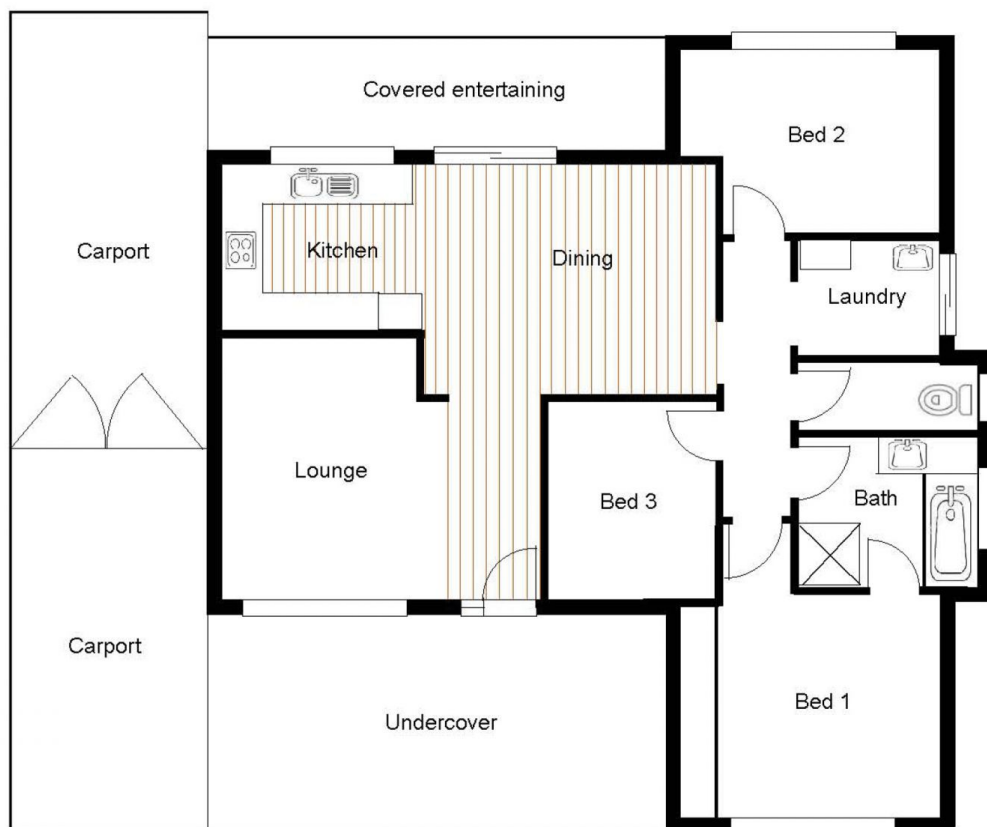 Covered entertaining
Bed 2
Carport
Kitchen
Dining
Laundry
Lounge
Bed 3
Bath
Carport
Undercover
Bed 1